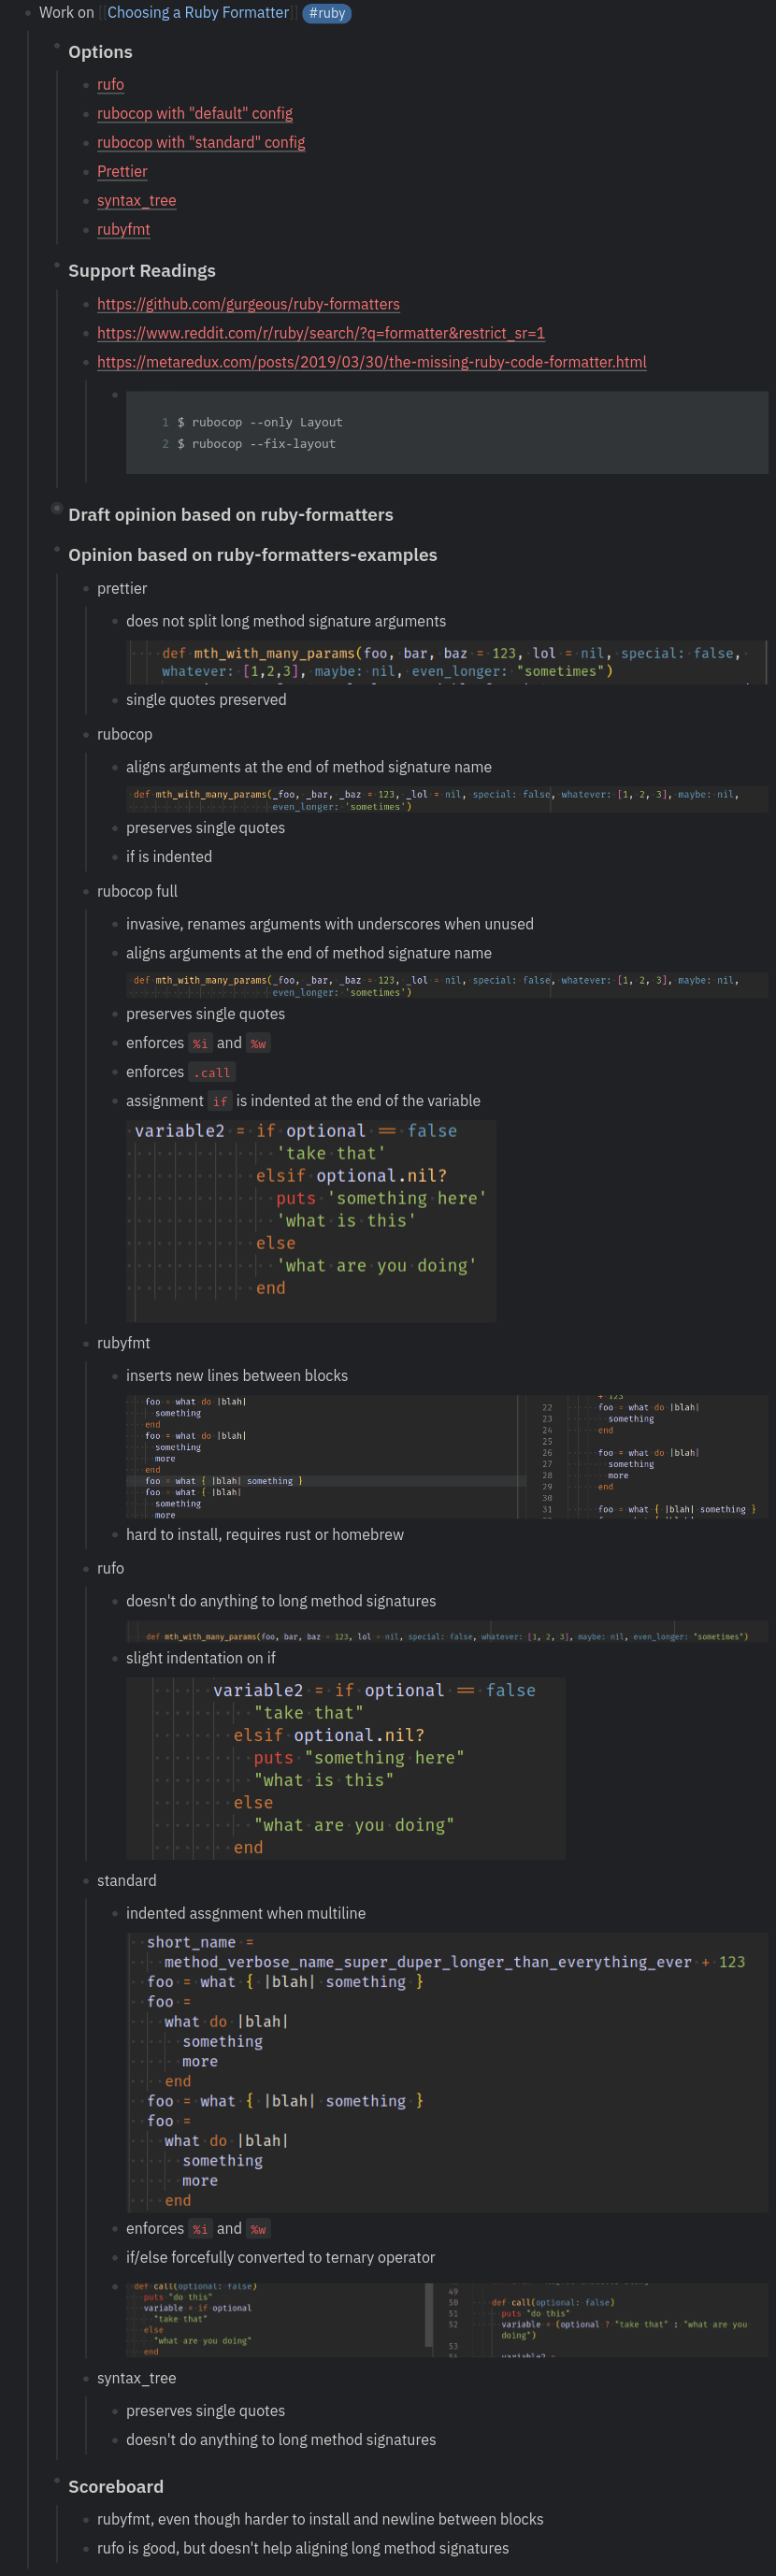 Work on [[Choosing a Ruby Formatter]] #ruby
Options
rufo
rubocop with "default" config
rubocop with "standard" config
Prettier
syntax_tree
rubyfmt
Support Readings
https://github.com/gurgeous/ruby-formatters
https://www.reddit.com/r/ruby/search/?q=formatter&restrict_sr=1
https://metaredux.com/posts/2019/03/30/the-missing-ruby-code-formatter.html
1 $ rubocop --only Layout
2 $ rubocop --fix-layout
Draft opinion based on ruby-formatters
Opinion based on ruby-formatters-examples
prettier
does not split long method signature arguments
def mth_with_many_params(foo, bar, baz = 123, lol = nil, special: false,
whatever: [1,2,3], maybe: nil, even_longer: "sometimes")
single quotes preserved
rubocop
aligns arguments at the end of method signature name
def mth_with_many_params(_foo, _bar, _baz = 123, _lol = nil, special: false, whatever: [1, 2, 3], maybe: nil,
even_longer: 'sometimes')
preserves single quotes
if is indented
rubocop full
invasive, renames arguments with underscores when unused
aligns arguments at the end of method signature name
def mth_with_many_params(_foo, _bar, _baz = 123, _lol = nil, special: false, whatever: [1, 2, 3], maybe: nil,
even_longer: 'sometimes')
preserves single quotes
enforces %i and %w
enforces .call
assignment if is indented at the end of the variable
variable2 = if optional == false
'take that'
elsif optional.nil?
puts 'something here'
'what is this'
else
'what are you doing'
end
rubyfmt
inserts new lines between blocks
foo = what do |blah|
something
end
foo = what do |blah|
something
more
end
foo = what { |blah| something }
foo = what { |blah|
something
more
+ 123
22 foo = what do |blah|
23 something
24 end
25
26 foo = what do |blah|
27 something
28 more
29 end
30
31 foo = what { |blah| something }
hard to install, requires rust or homebrew
rufo
doesn't do anything to long method signatures
def mth_with_many_params(foo, bar, baz = 123, lol = nil, special: false, whatever: [1, 2, 3], maybe: nil, even_longer: "sometimes")
slight indentation on if
variable2 = if optional == false
"take that"
elsif optional.nil?
puts "something here"
"what is this"
else
"what are you doing"
end
standard
indented assgnment when multiline
short_name =
method_verbose_name_super_duper_longer_than_everything_ever + 123
foo = what { |blah| something }
foo =
what do |blah|
something
more
end
foo = what { |blah| something }
foo =
what do |blah|
something
more
end
enforces %i and %w
if/else forcefully converted to ternary operator
def call(optional: false)
puts "do this"
variable = if optional
"take that"
else
"what are you doing"
end
49
50 def call(optional: false)
51 puts "do this"
52 variable = (optional ? "take that" : "what are you
doing")
53
54 variable2 =
syntax_tree
preserves single quotes
doesn't do anything to long method signatures
Scoreboard
rubyfmt, even though harder to install and newline between blocks
rufo is good, but doesn't help aligning long method signatures